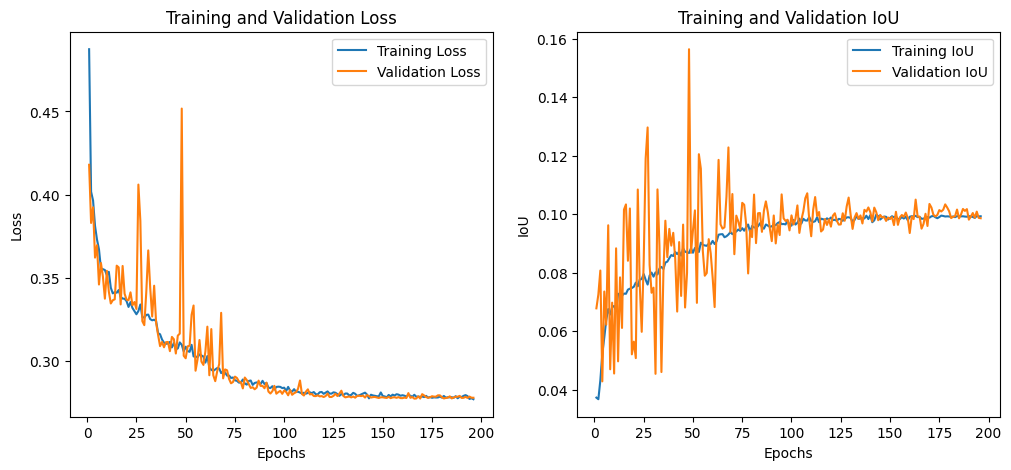 Training and Validation Loss
Training Loss
Validation Loss
0.45
0.40
0.35
0.30
Loss
0 25 50 75 100 125 150 175 200
Epochs
Training and Validation IoU
Training IoU
Validation IoU
0.16
0.14
0.12
0.10
0.08
0.06
0.04
IoU
0 25 50 75 100 125 150 175 200
Epochs